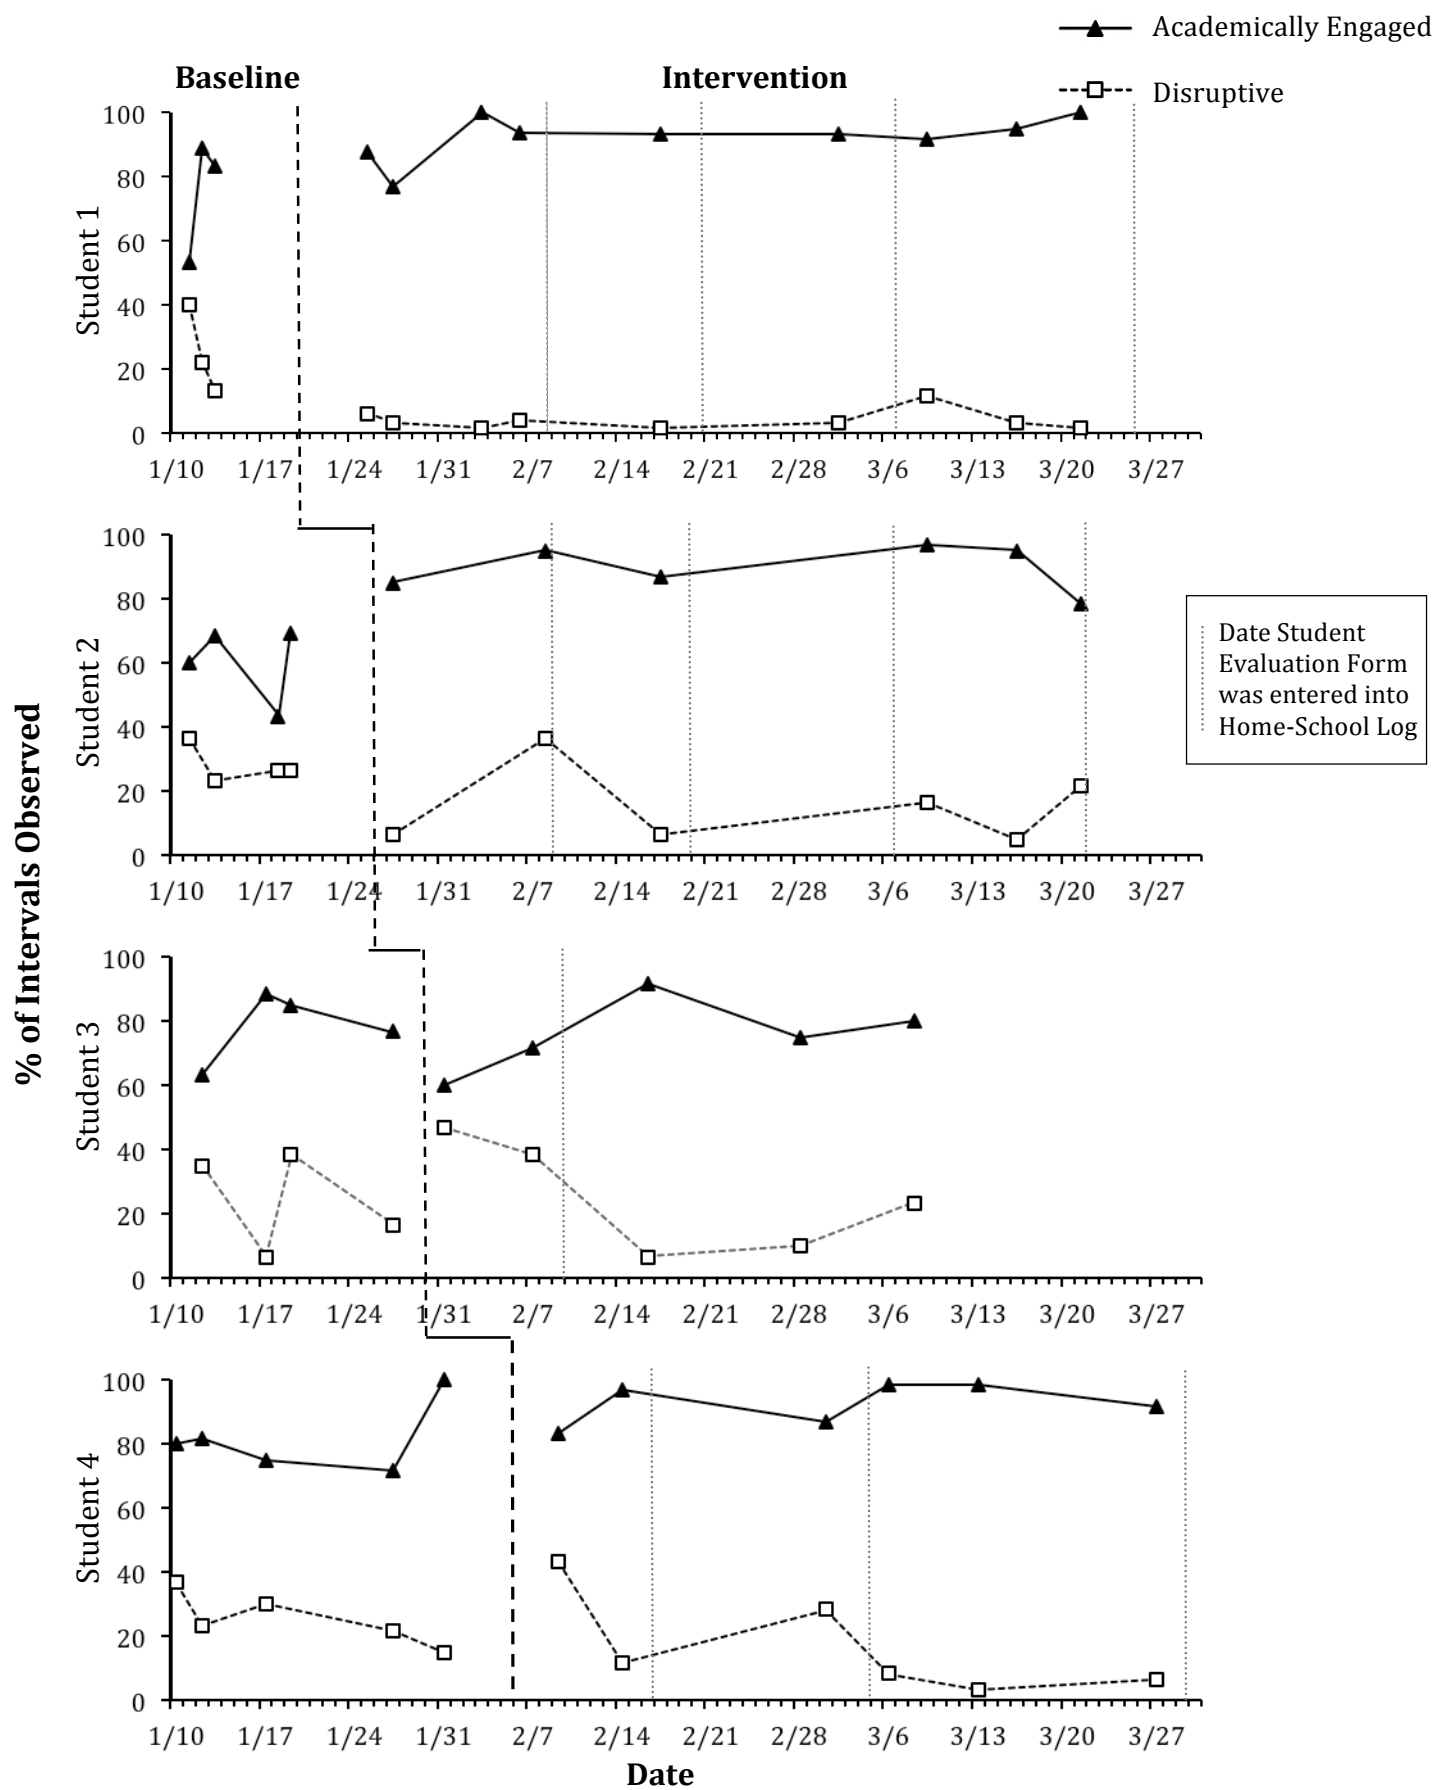 Academically Engaged
Disruptive
Baseline
Intervention
% of Intervals Observed
Student 1
100
80
60
40
20
0
1/10 1/17 1/24 1/31 2/7 2/14 2/21 2/28 3/6 3/13 3/20 3/27
Student 2
100
80
60
40
20
0
1/10 1/17 1/24 1/31 2/7 2/14 2/21 2/28 3/6 3/13 3/20 3/27
Date Student
Evaluation Form
was entered into
Home-School Log
Student 3
100
80
60
40
20
0
1/10 1/17 1/24 1/31 2/7 2/14 2/21 2/28 3/6 3/13 3/20 3/27
Student 4
100
80
60
40
20
0
1/10 1/17 1/24 1/31 2/7 2/14 2/21 2/28 3/6 3/13 3/20 3/27
Date